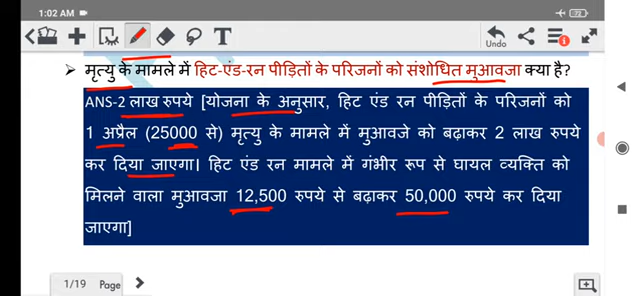 1:02 AM
72
Undo
Share
➤ मृत्यु के मामले में हिट-एंड-रन पीड़ितों के परिजनों को संशोधित मुआवजा क्या है?
ANS-2 लाख रुपये [योजना के अनुसार, हिट एंड रन पीड़ितों के परिजनों को
1 अप्रैल (25000 से) मृत्यु के मामले में मुआवजे को बढ़ाकर 2 लाख रुपये
कर दिया जाएगा। हिट एंड रन मामले में गंभीर रूप से घायल व्यक्ति को
मिलने वाला मुआवजा 12,500 रुपये से बढ़ाकर 50,000 रुपये कर दिया
जाएगा]
1/19 Page